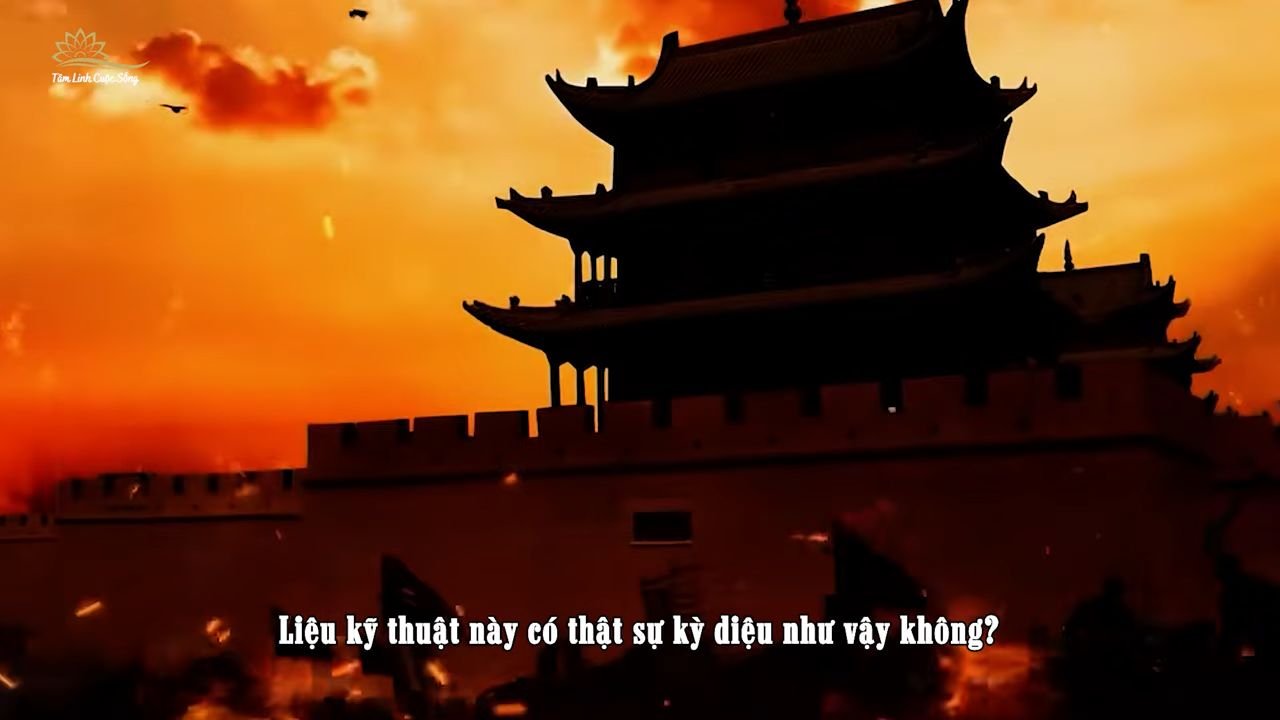 Tâm Linh Cuộc Sống
Liệu kỹ thuật này có thật sự kỳ diệu như vậy không?